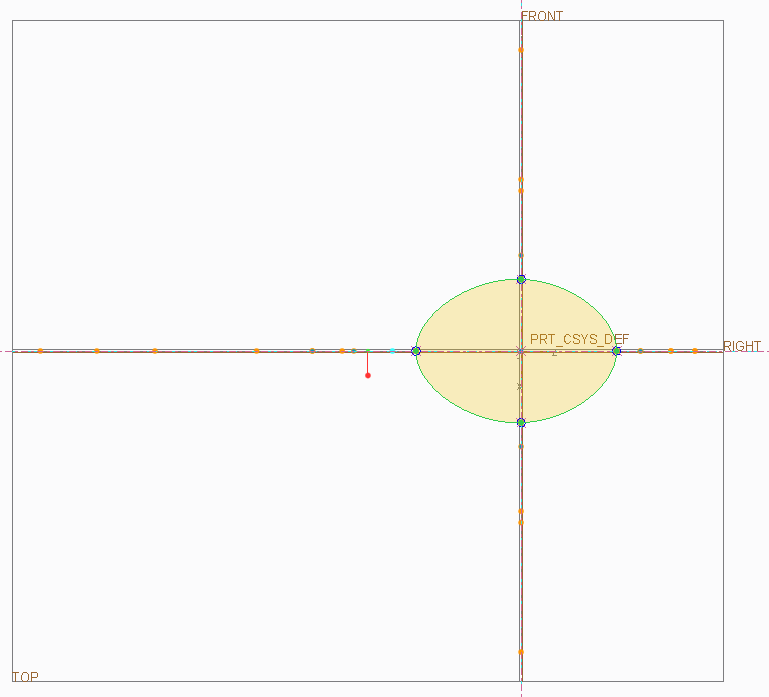 FRONT
PRT_CSYS_DEF
RIGHT
Z
X
TOP